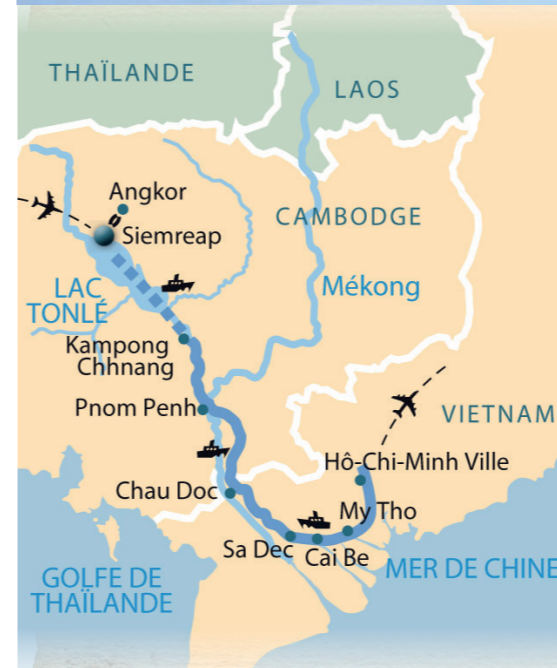 THAÏLANDE
LAOS
Angkor
CAMBODGE
Siemreap
Mékong
LAC
TONLÉ
Kampong
Chhnang
Pnom Penh
VIETNAM
Hô-Chi-Minh Ville
Chau Doc
My Tho
Sa Dec
Cai Be
MER DE CHINE
GOLFE DE
THAÏLANDE